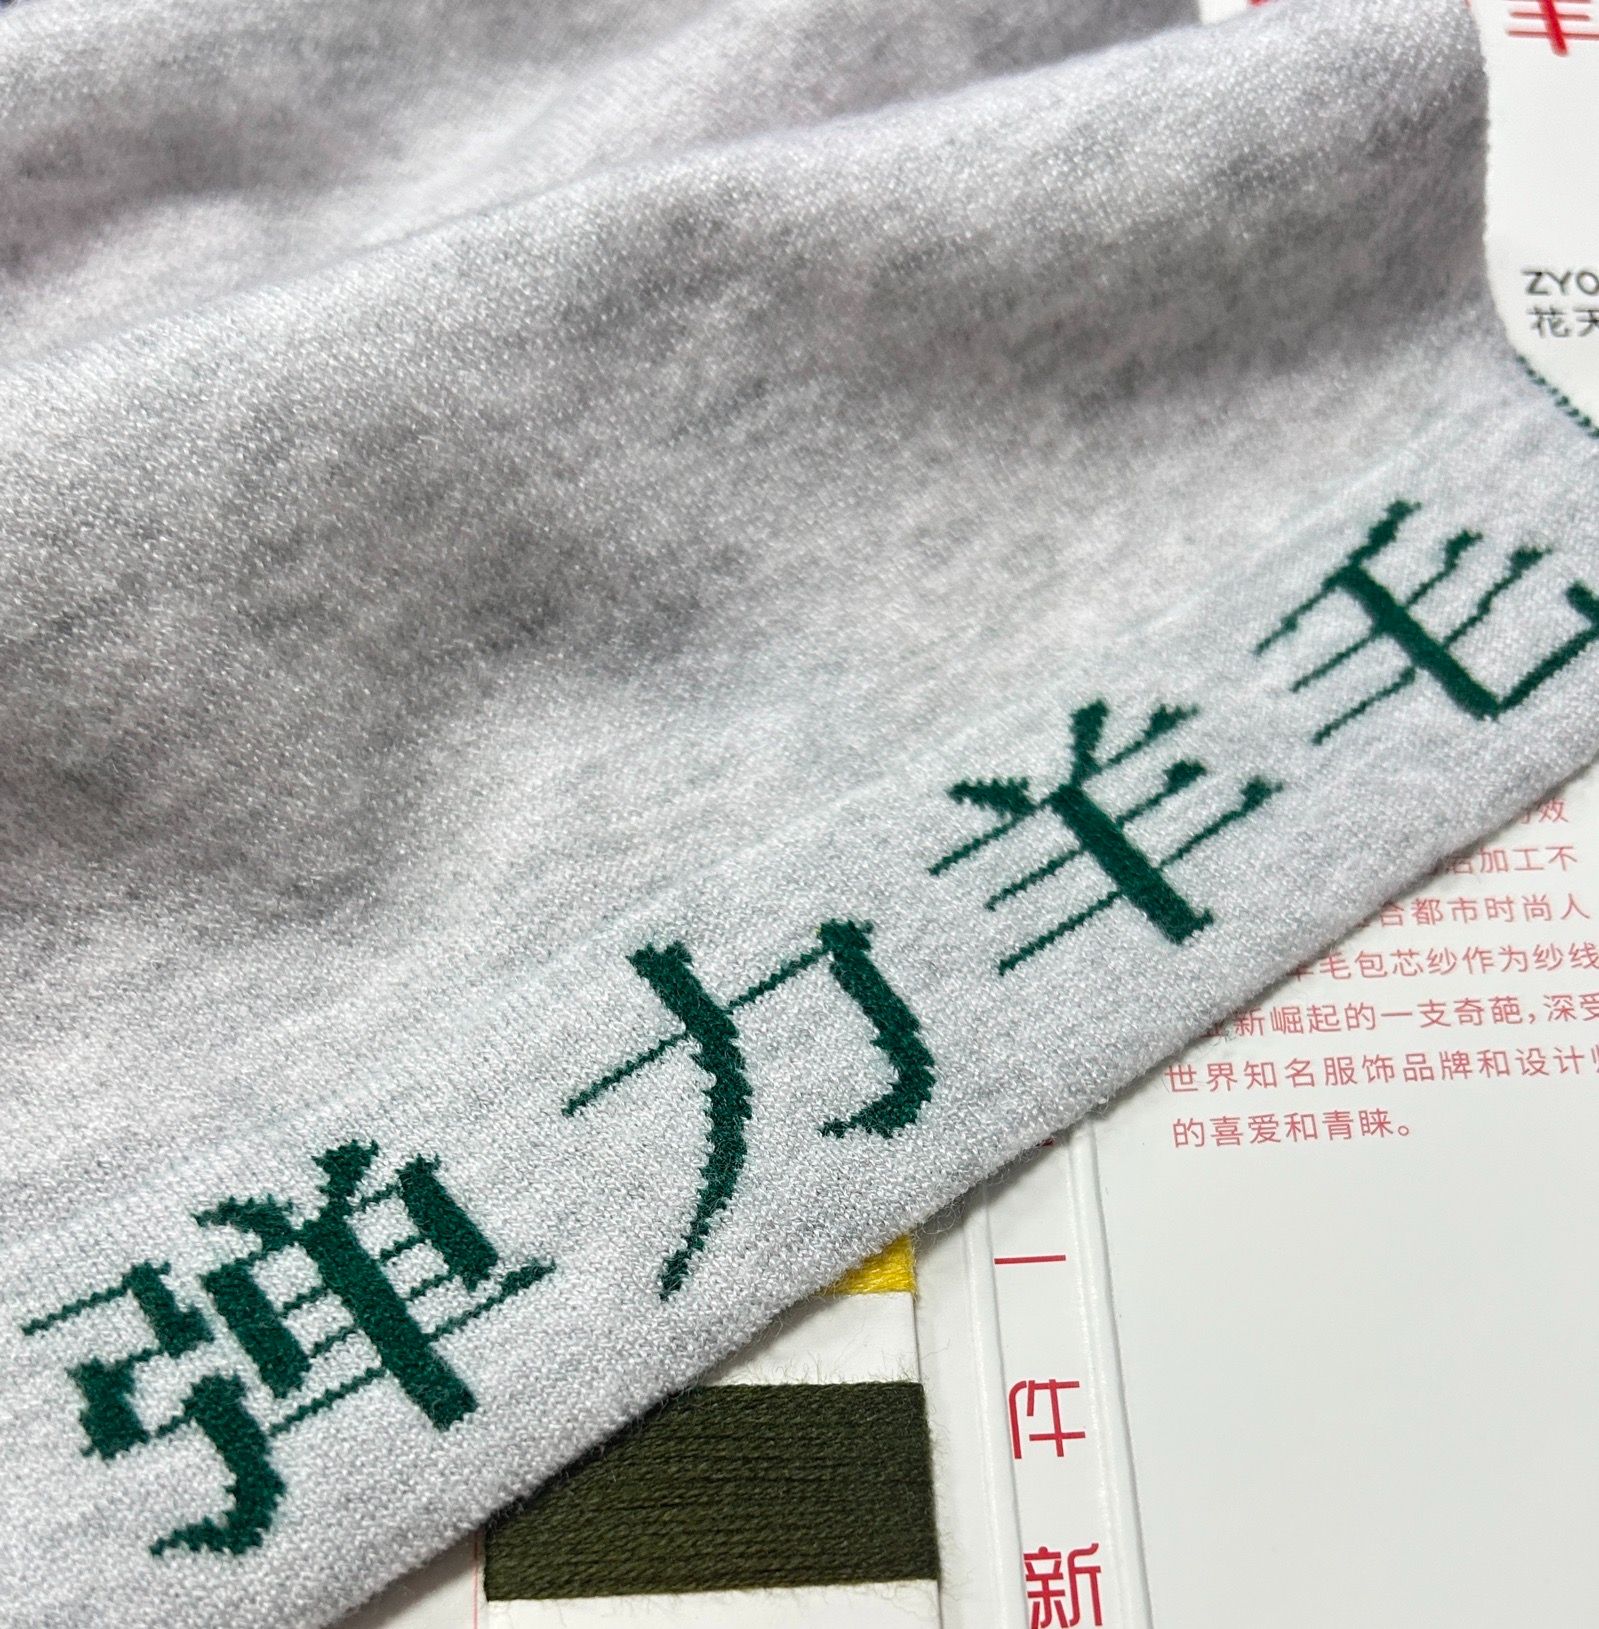 ZYO
花天
弹力羊毛
效
加工不
合都市时尚人
羊毛包芯纱作为纱线
新崛起的一支奇葩，深受
世界知名服饰品牌和设计师
的喜爱和青睐。
一件新